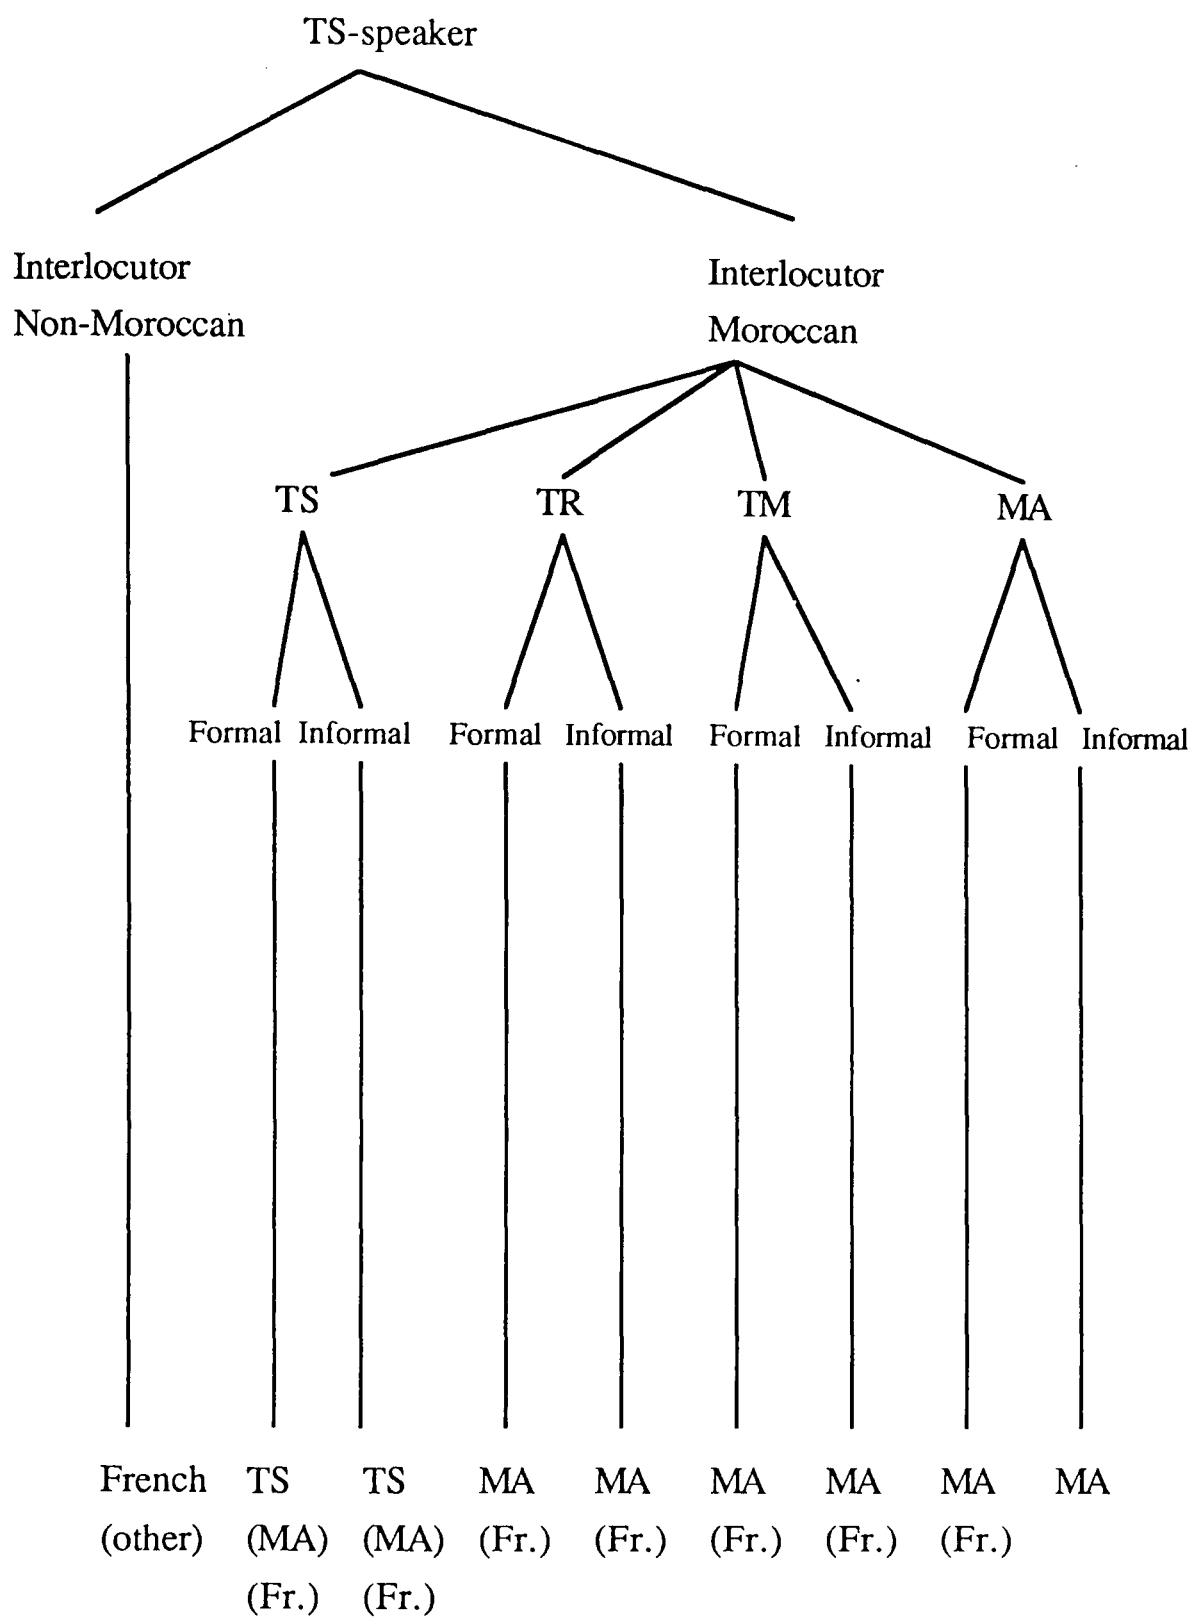 TS-speaker
Interlocutor
Non-Moroccan
Interlocutor
Moroccan
TS TR TM MA
Formal Informal Formal Informal Formal Informal Formal Informal
French TS TS MA MA MA MA MA MA
(other) (MA) (MA) (Fr.) (Fr.) (Fr.) (Fr.) (Fr.)
(Fr.) (Fr.)